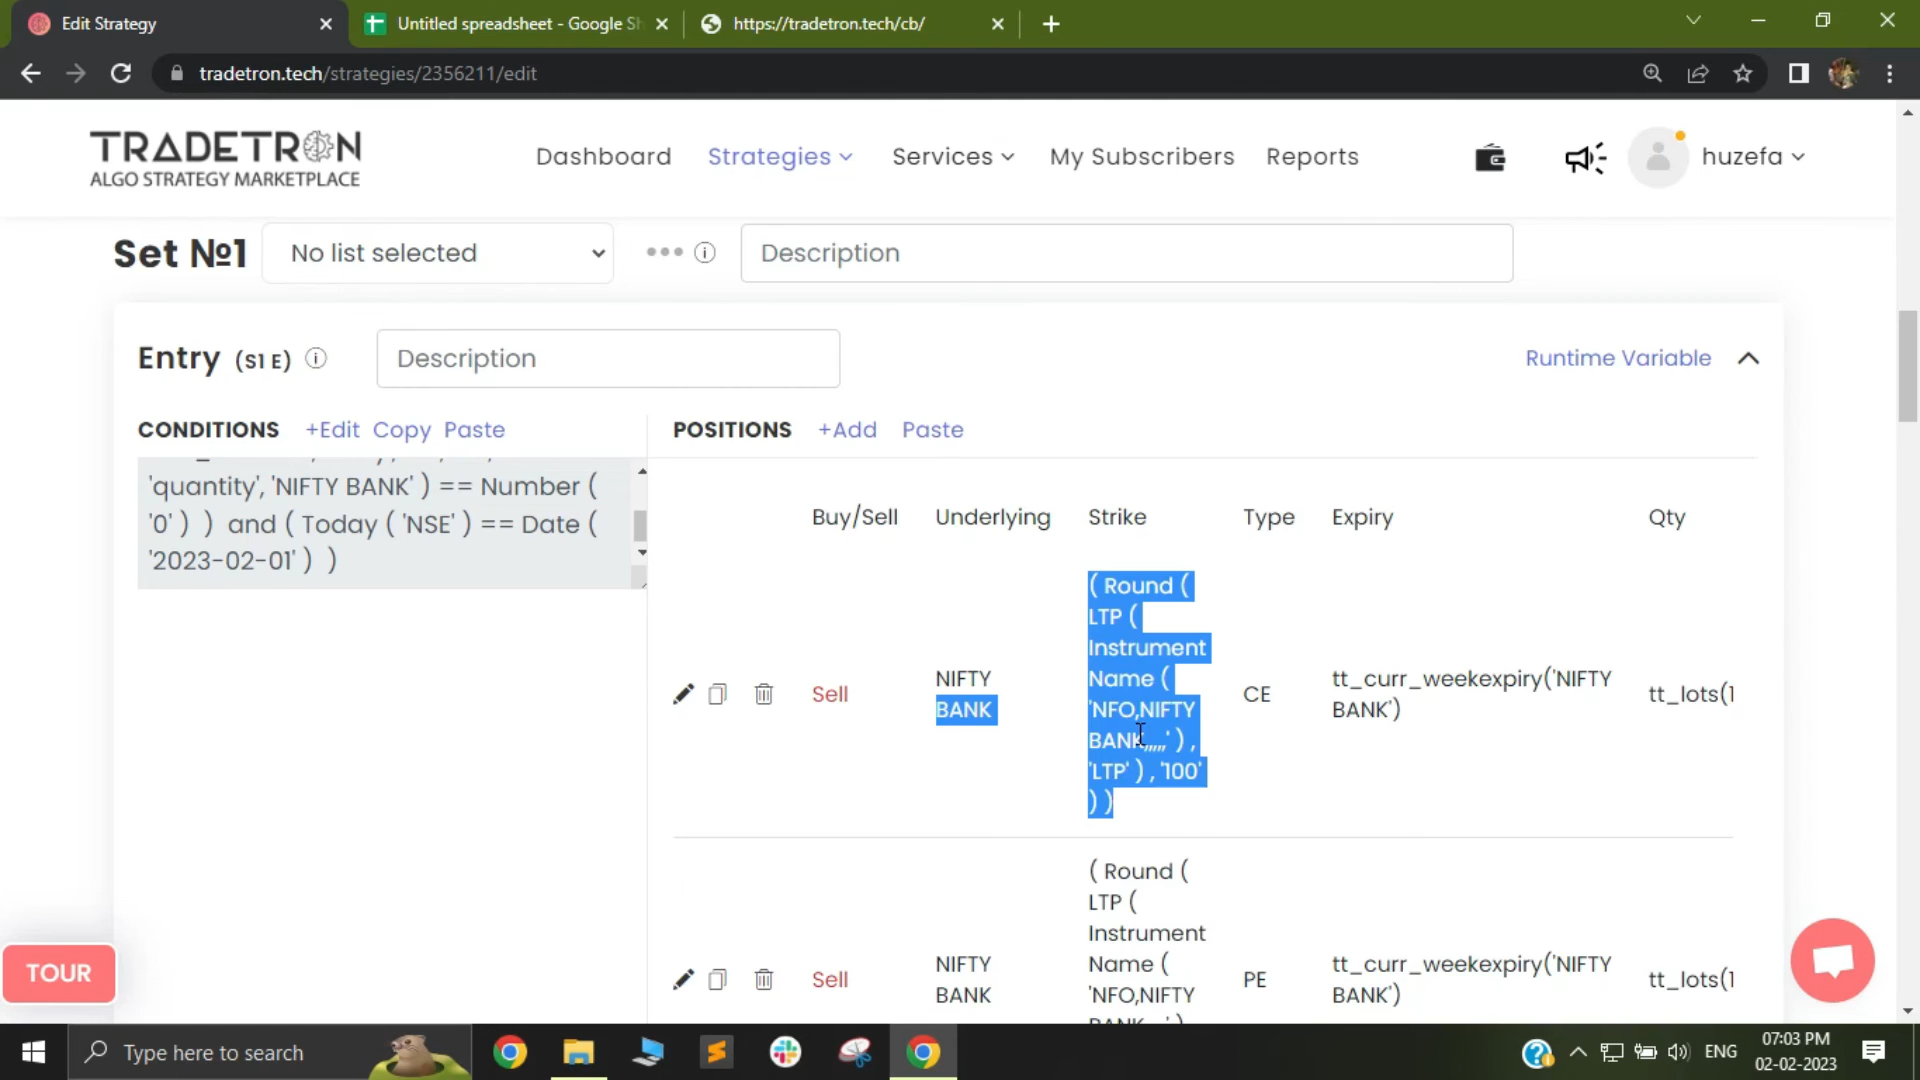 Edit Strategy
Untitled spreadsheet - Google Sh
https://tradetron.tech/cb/
tradetron.tech/strategies/2356211/edit
TRADETRON
ALGO STRATEGY MARKETPLACE
Dashboard
Strategies
Services
My Subscribers
Reports
huzefa
Set №1
No list selected
Description
Entry (S1 E)
Description
Runtime Variable
CONDITIONS +Edit Copy Paste
'quantity', 'NIFTY BANK' ) == Number (
'0' ) ) and ( Today ( 'NSE' ) == Date (
'2023-02-01' ) )
POSITIONS +Add Paste
Buy/Sell Underlying Strike Type Expiry Qty
Sell
NIFTY
BANK
( Round (
LTP (
Instrument
Name (
'NFO,NIFTY
BANK,,,,,' ) ,
'LTP' ) , '100'
) )
CE
tt_curr_weekexpiry('NIFTY
BANK')
tt_lots(1
Sell
NIFTY
BANK
( Round (
LTP (
Instrument
Name (
'NFO,NIFTY
PE
tt_curr_weekexpiry('NIFTY
BANK')
tt_lots(1
TOUR
Type here to search
ENG
07:03 PM
02-02-2023